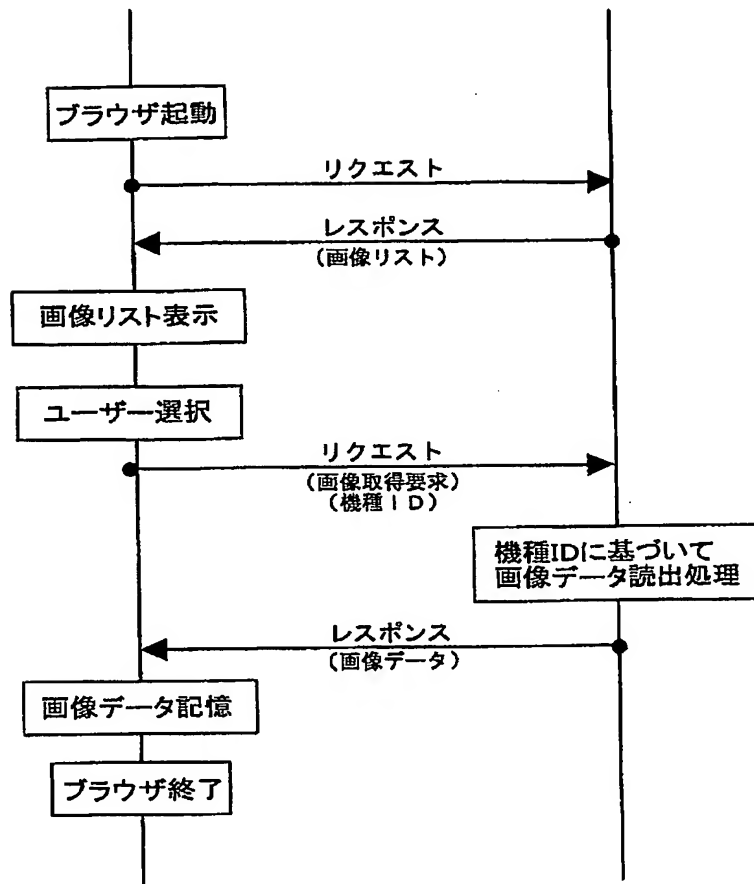 ブラウザ起動
リクエスト
レスポンス
(画像リスト)
画像リスト表示
ユーザー選択
リクエスト
(画像取得要求)
(機種ID)
機種IDに基づいて
画像データ読出処理
レスポンス
(画像データ)
画像データ記憶
ブラウザ終了